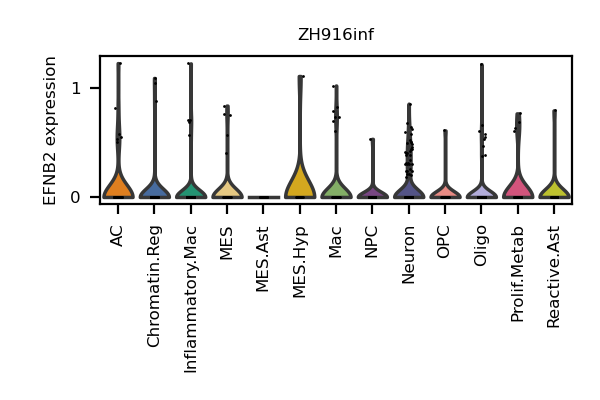 ZH916inf
EFNB2 expression
1
0
AC
Chromatin.Reg
Inflammatory.Mac
MES
MES.Ast
MES.Hyp
Mac
NPC
Neuron
OPC
Oligo
Prolif.Metab
Reactive.Ast